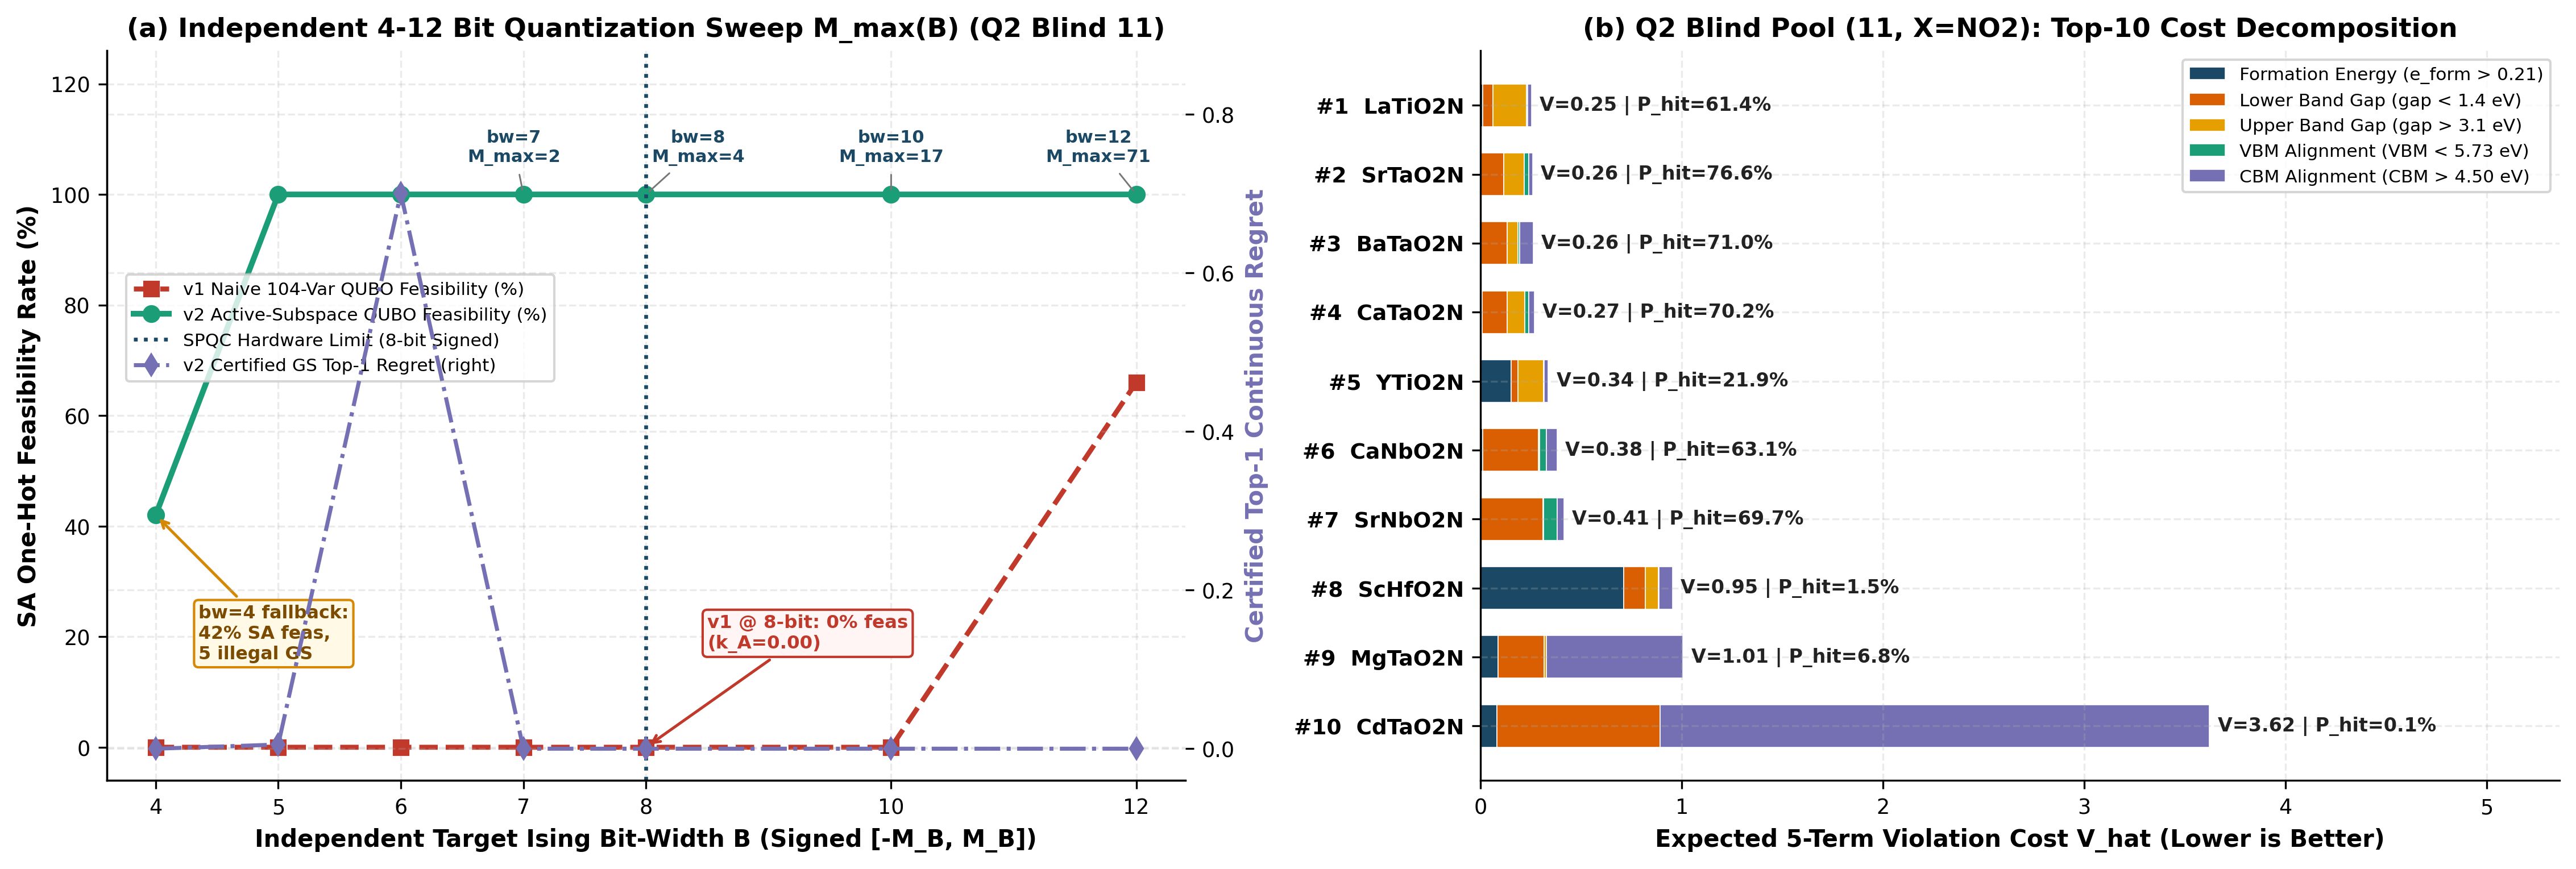 (a) Independent 4-12 Bit Quantization Sweep M_max(B) (Q2 Blind 11)
SA One-Hot Feasibility Rate (%)
120
100
80
60
40
20
0
bw=7
M_max=2
bw=8
M_max=4
bw=10
M_max=17
bw=12
M_max=71
v1 Naive 104-Var QUBO Feasibility (%)
v2 Active-Subspace QUBO Feasibility (%)
SPQC Hardware Limit (8-bit Signed)
v2 Certified GS Top-1 Regret (right)
bw=4 fallback:
42% SA feas,
5 illegal GS
v1 @ 8-bit: 0% feas
(k_A=0.00)
4 5 6 7 8 10 12
Independent Target Ising Bit-Width B (Signed [-M_B, M_B])
0.8
0.6
0.4
0.2
0.0
Certified Top-1 Continuous Regret
(b) Q2 Blind Pool (11, X=NO2): Top-10 Cost Decomposition
Formation Energy (e_form > 0.21)
Lower Band Gap (gap < 1.4 eV)
Upper Band Gap (gap > 3.1 eV)
VBM Alignment (VBM < 5.73 eV)
CBM Alignment (CBM > 4.50 eV)
#1 LaTiO2N V=0.25 | P_hit=61.4%
#2 SrTaO2N V=0.26 | P_hit=76.6%
#3 BaTaO2N V=0.26 | P_hit=71.0%
#4 CaTaO2N V=0.27 | P_hit=70.2%
#5 YTiO2N V=0.34 | P_hit=21.9%
#6 CaNbO2N V=0.38 | P_hit=63.1%
#7 SrNbO2N V=0.41 | P_hit=69.7%
#8 ScHfO2N V=0.95 | P_hit=1.5%
#9 MgTaO2N V=1.01 | P_hit=6.8%
#10 CdTaO2N V=3.62 | P_hit=0.1%
0 1 2 3 4 5
Expected 5-Term Violation Cost V_hat (Lower is Better)